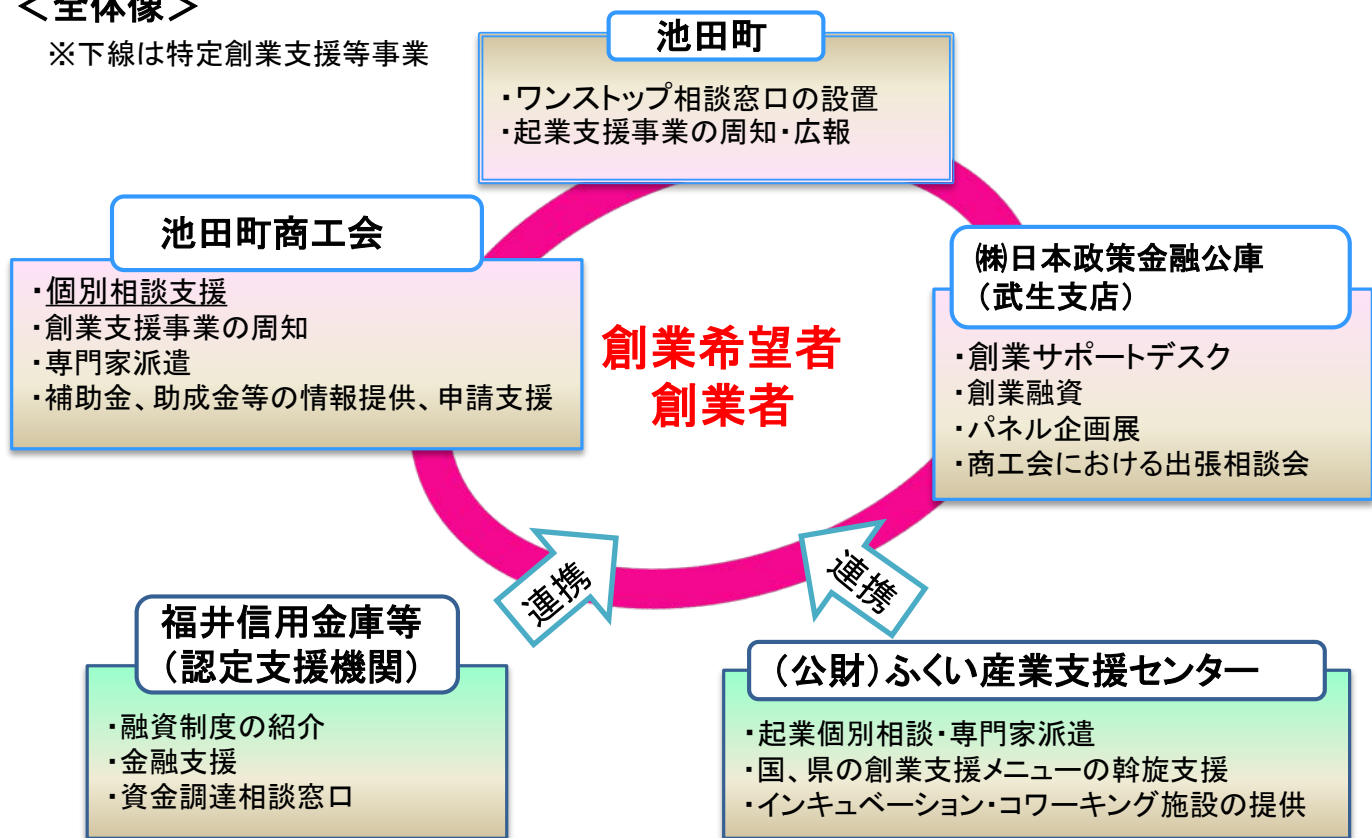 ＜全体像＞
※下線は特定創業支援等事業
池田町
・ワンストップ相談窓口の設置
・起業支援事業の周知・広報
池田町商工会
・個別相談支援
・創業支援事業の周知
・専門家派遣
・補助金、助成金等の情報提供、申請支援
創業希望者
創業者
㈱日本政策金融公庫
（武生支店）
・創業サポートデスク
・創業融資
・パネル企画展
・商工会における出張相談会
連携
連携
福井信用金庫等
（認定支援機関）
・融資制度の紹介
・金融支援
・資金調達相談窓口
（公財）ふくい産業支援センター
・起業個別相談・専門家派遣
・国、県の創業支援メニューの斡旋支援
・インキュベーション・コワーキング施設の提供